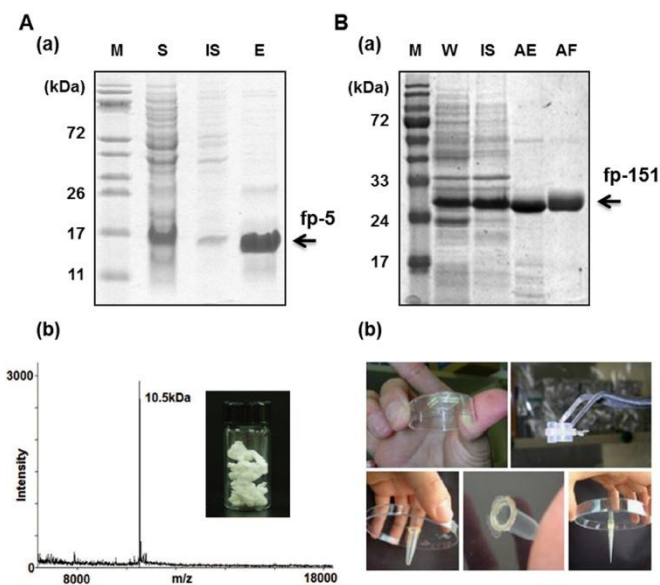 A
(a)
M S IS E
(kDa)
72
26
17
11
fp-5
(b)
3000
Intensity
0
10.5kDa
8000 m/z 18000
B
(a)
M W IS AE AF
(kDa)
72
33
24
17
fp-151
(b)